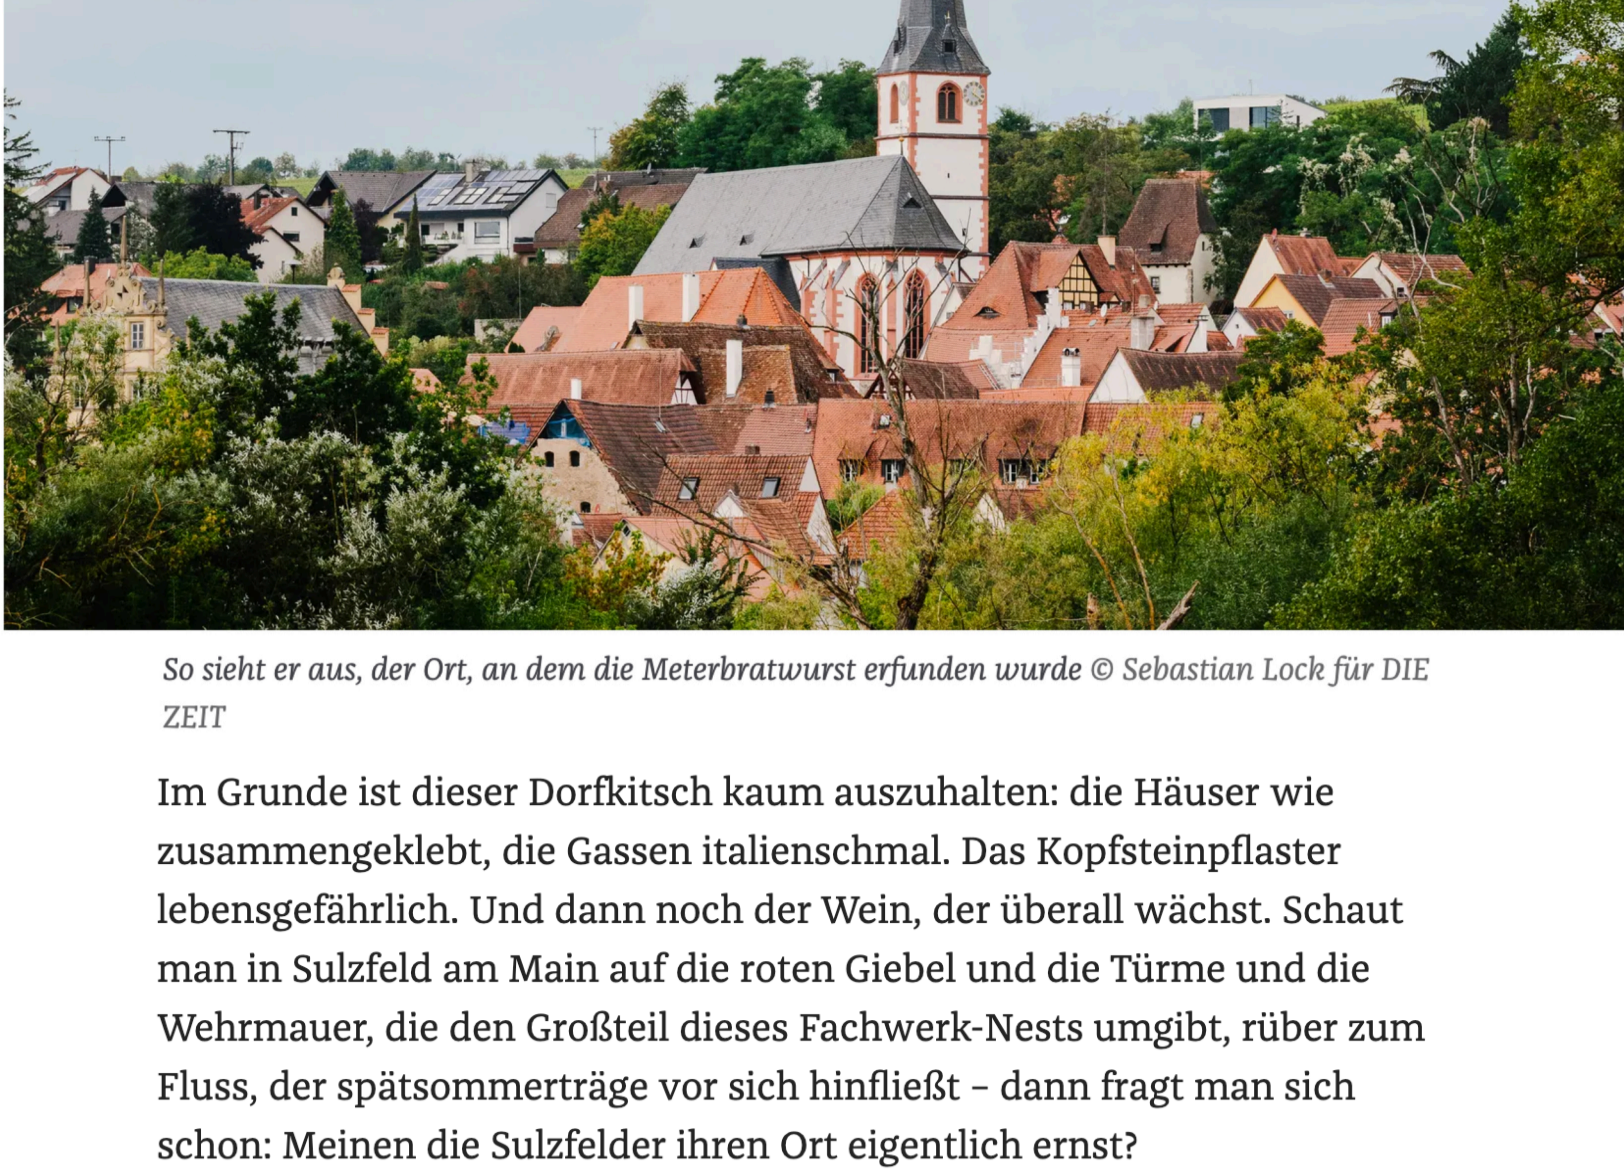 So sieht er aus, der Ort, an dem die Meterbratwurst erfunden wurde © Sebastian Lock für DIE
ZEIT
Im Grunde ist dieser Dorfkitsch kaum auszuhalten: die Häuser wie
zusammengeklebt, die Gassen italienschmal. Das Kopfsteinpflaster
lebensgefährlich. Und dann noch der Wein, der überall wächst. Schaut
man in Sulzfeld am Main auf die roten Giebel und die Türme und die
Wehrmauer, die den Großteil dieses Fachwerk-Nests umgibt, rüber zum
Fluss, der spätsommerträge vor sich hinfließt – dann fragt man sich
schon: Meinen die Sulzfelder ihren Ort eigentlich ernst?